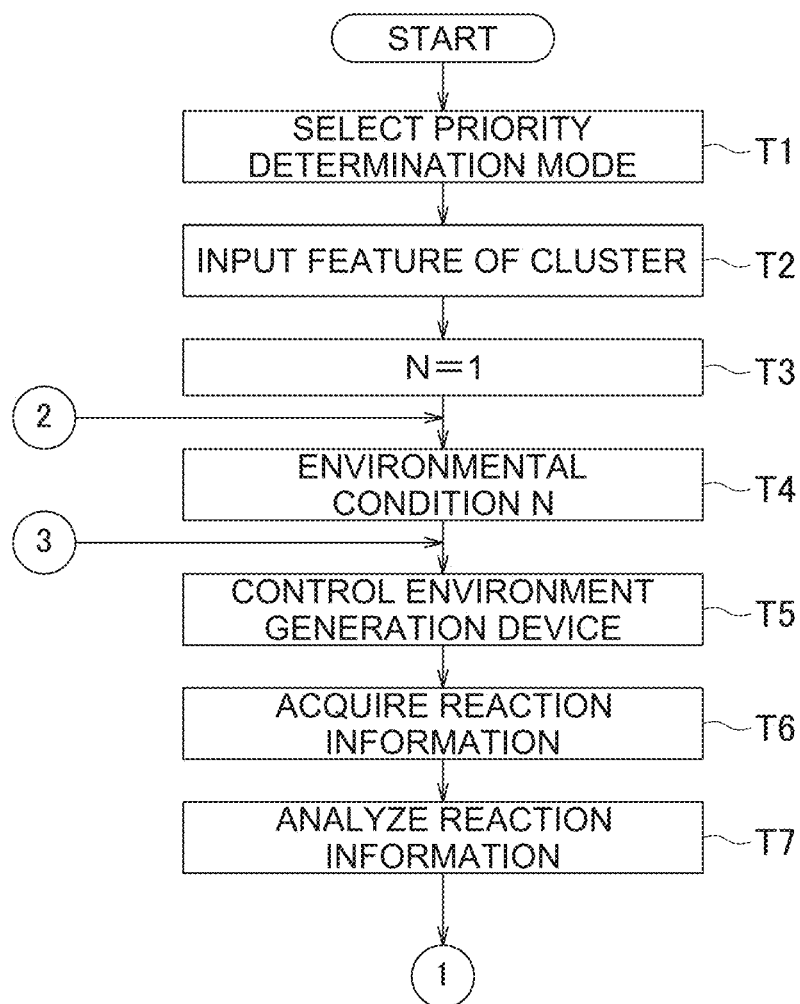 START
SELECT PRIORITY
DETERMINATION MODE
T1
INPUT FEATURE OF CLUSTER
T2
N=1
T3
2
ENVIRONMENTAL
CONDITION N
T4
3
CONTROL ENVIRONMENT
GENERATION DEVICE
T5
ACQUIRE REACTION
INFORMATION
T6
ANALYZE REACTION
INFORMATION
T7
1